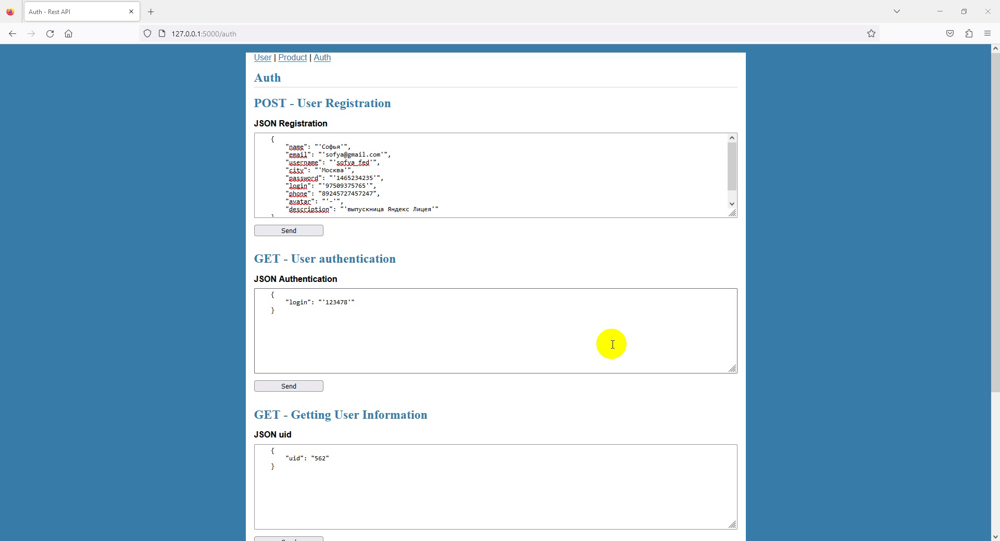 Auth - Rest API
127.0.0.1:5000/auth
User | Product | Auth
Auth
POST - User Registration
JSON Registration
{
"name": "'Софья'",
"email": "'sofya@gmail.com'",
"username": "'sofya_fed'",
"city": "'Москва'",
"password": "'1465234235'",
"login": "'97509375765'",
"phone": "89245727457247",
"avatar": "'-'",
"description": "'выпускница Яндекс Лицея'"
}
Send
GET - User authentication
JSON Authentication
{
"login": "'123478'"
}
Send
GET - Getting User Information
JSON uid
{
"uid": "562"
}